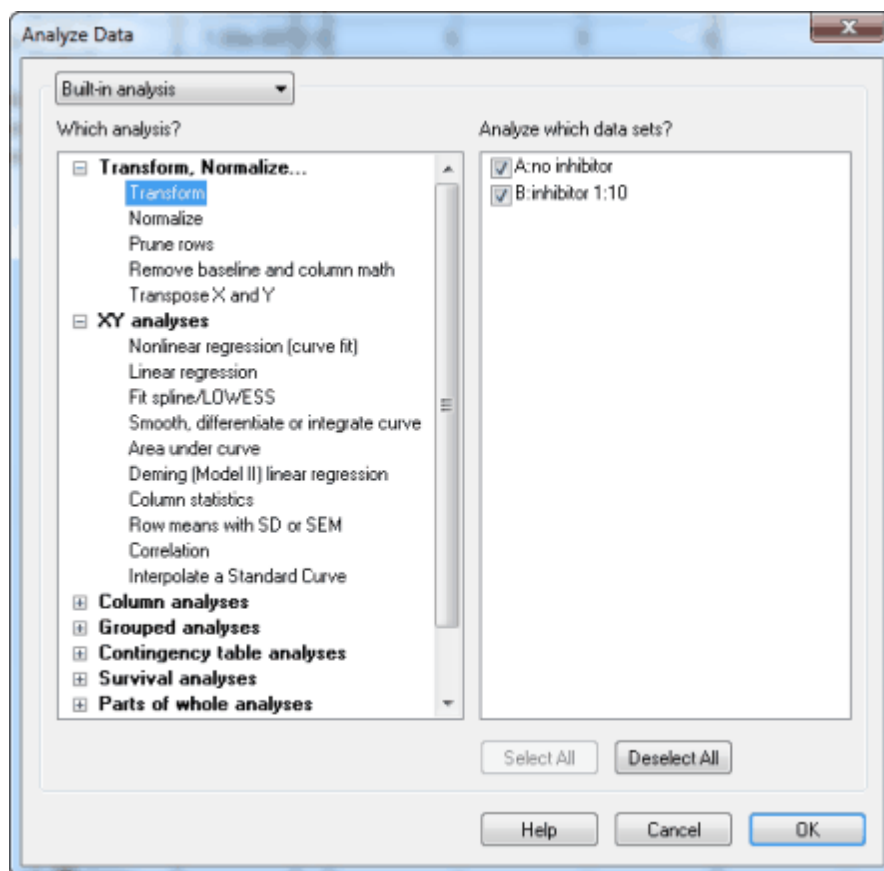 Analyze Data
Built-in analysis
Which analysis?
Analyze which data sets?
Transform, Normalize...
Transform
Normalize
Prune rows
Remove baseline and column math
Transpose X and Y
XY analyses
Nonlinear regression (curve fit)
Linear regression
Fit spline/LOWESS
Smooth, differentiate or integrate curve
Area under curve
Deming (Model II) linear regression
Column statistics
Row means with SD or SEM
Correlation
Interpolate a Standard Curve
Column analyses
Grouped analyses
Contingency table analyses
Survival analyses
Parts of whole analyses
A:no inhibitor
B:inhibitor 1:10
Select All
Deselect All
Help
Cancel
OK